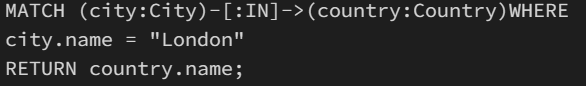 MATCH (city:City)-[:IN]->(country:Country)WHERE
city.name = "London"
RETURN country.name;